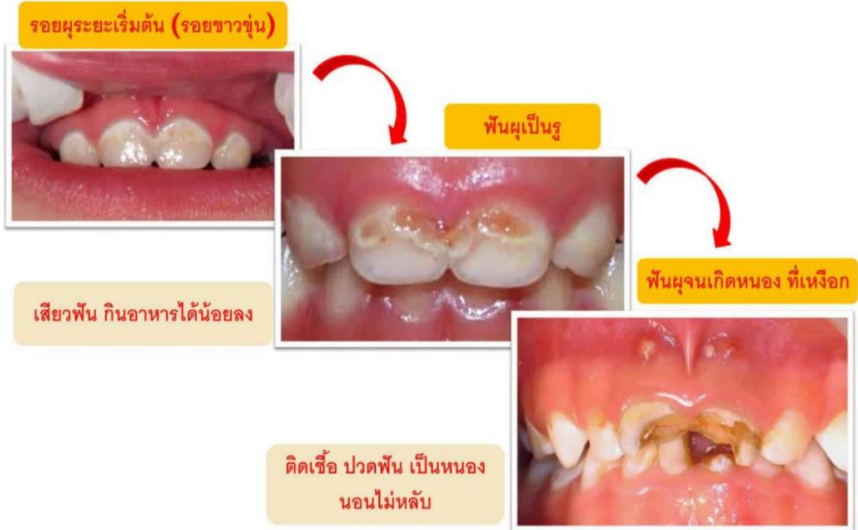 รอยผุระยะเริ่มต้น (รอยขาวขุ่น)
ฟันผุเป็นรู
ฟันผุจนเกิดหนอง ที่เหงือก
เสียวฟัน กินอาหารได้น้อยลง
ติดเชื้อ ปวดฟัน เป็นหนอง
นอนไม่หลับ